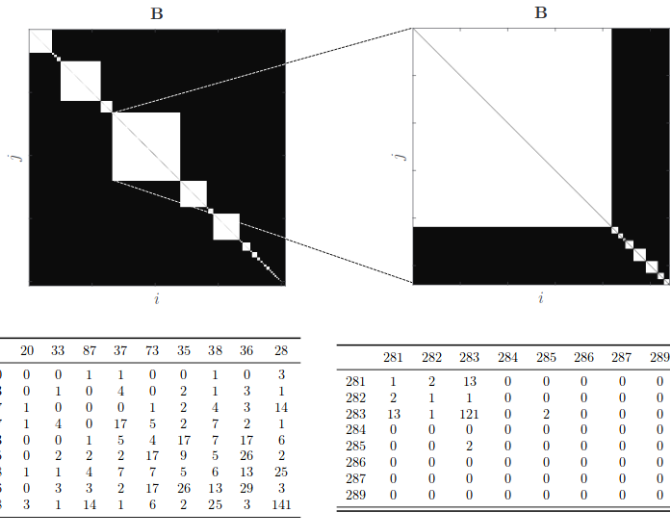 B
B
j
j
i
i
20 33 87 37 73 35 38 36 28
0 0 1 1 0 0 1 0 3
0 1 0 4 0 2 1 3 1
1 0 0 0 1 2 4 3 14
1 4 0 17 5 2 7 2 1
0 0 1 5 4 17 7 17 6
0 2 2 2 17 9 5 26 2
1 1 4 7 7 5 6 13 25
0 3 3 2 17 26 13 29 3
3 1 14 1 6 2 25 3 141
281 282 283 284 285 286 287 289
281 1 2 13 0 0 0 0 0
282 2 1 1 0 0 0 0 0
283 13 1 121 0 2 0 0 0
284 0 0 0 0 0 0 0 0
285 0 0 2 0 0 0 0 0
286 0 0 0 0 0 0 0 0
287 0 0 0 0 0 0 0 0
289 0 0 0 0 0 0 0 0